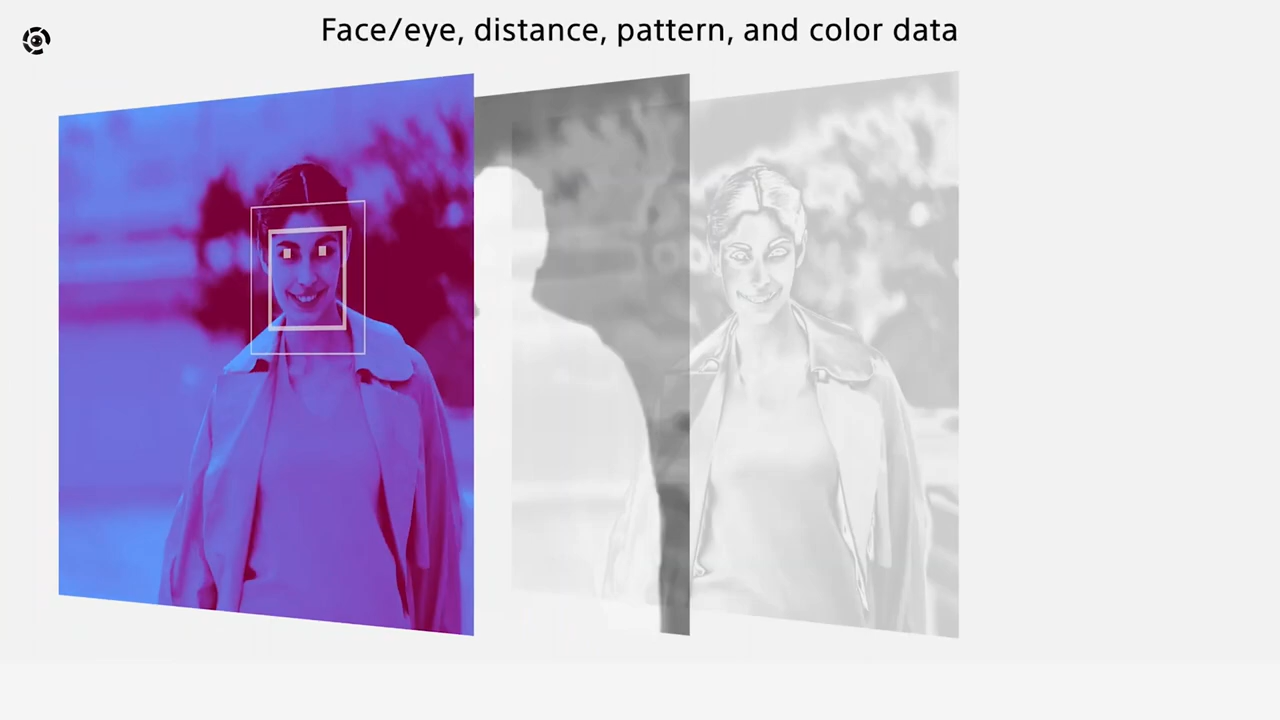 Face/eye, distance, pattern, and color data